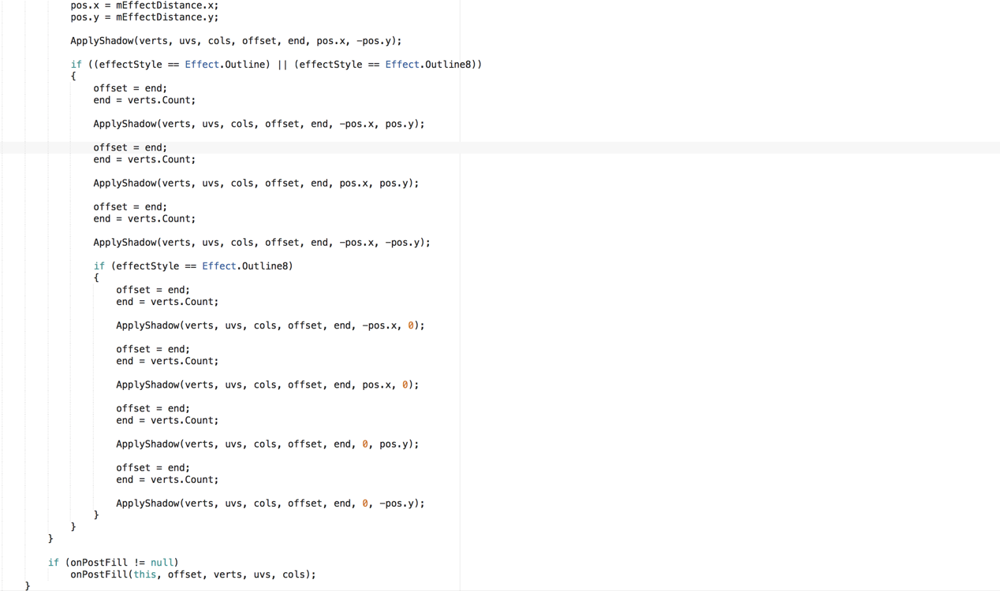 pos.x = mEffectDistance.x;
pos.y = mEffectDistance.y;
ApplyShadow(verts, uvs, cols, offset, end, pos.x, -pos.y);
if ((effectStyle == Effect.Outline) || (effectStyle == Effect.Outline8))
{
offset = end;
end = verts.Count;
ApplyShadow(verts, uvs, cols, offset, end, -pos.x, pos.y);
offset = end;
end = verts.Count;
ApplyShadow(verts, uvs, cols, offset, end, pos.x, pos.y);
offset = end;
end = verts.Count;
ApplyShadow(verts, uvs, cols, offset, end, -pos.x, -pos.y);
if (effectStyle == Effect.Outline8)
{
offset = end;
end = verts.Count;
ApplyShadow(verts, uvs, cols, offset, end, -pos.x, 0);
offset = end;
end = verts.Count;
ApplyShadow(verts, uvs, cols, offset, end, pos.x, 0);
offset = end;
end = verts.Count;
ApplyShadow(verts, uvs, cols, offset, end, 0, pos.y);
offset = end;
end = verts.Count;
ApplyShadow(verts, uvs, cols, offset, end, 0, -pos.y);
}
}
}
if (onPostFill != null)
onPostFill(this, offset, verts, uvs, cols);
}